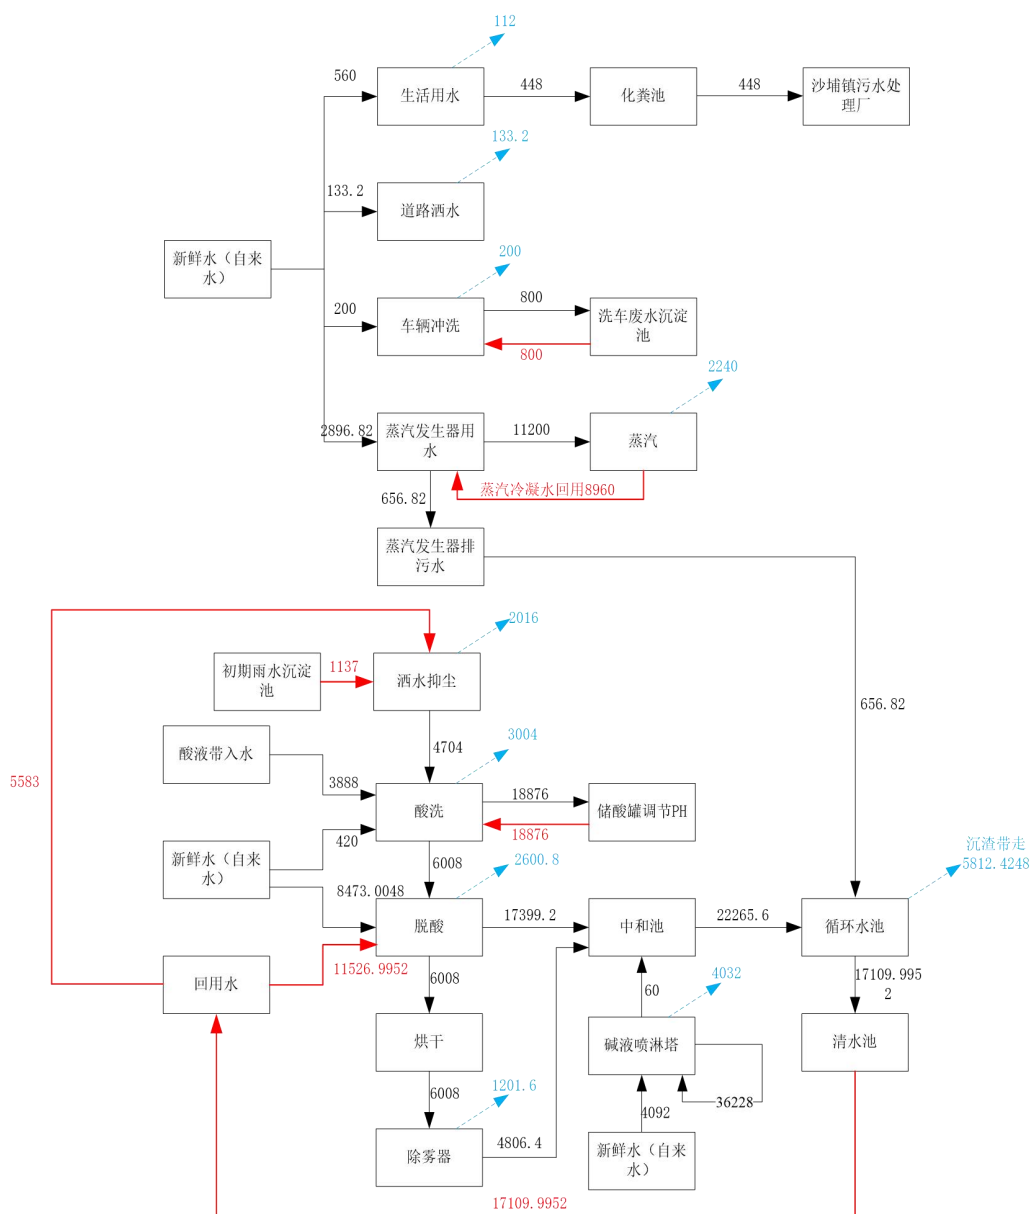 112
560
生活用水
448
化粪池
448
沙埔镇污水处
理厂
133.2
133.2
道路洒水
新鲜水（自来
水）
200
200
车辆冲洗
800
800
洗车废水沉淀
池
2240
2896.82
蒸汽发生器用
水
11200
蒸汽
蒸汽冷凝水回用8960
656.82
蒸汽发生器排
污水
656.82
2016
初期雨水沉淀
池
1137
洒水抑尘
4704
5583
酸液带入水
3888
3004
酸洗
18876
18876
储酸罐调节PH
420
新鲜水（自来
水）
8473.0048
6008
2600.8
沉渣带走
5812.4248
脱酸
17399.2
中和池
22265.6
循环水池
回用水
11526.9952
6008
60
4032
17109.995
2
烘干
碱液喷淋塔
36228
清水池
6008
1201.6
4092
除雾器
4806.4
新鲜水（自来
水）
17109.9952